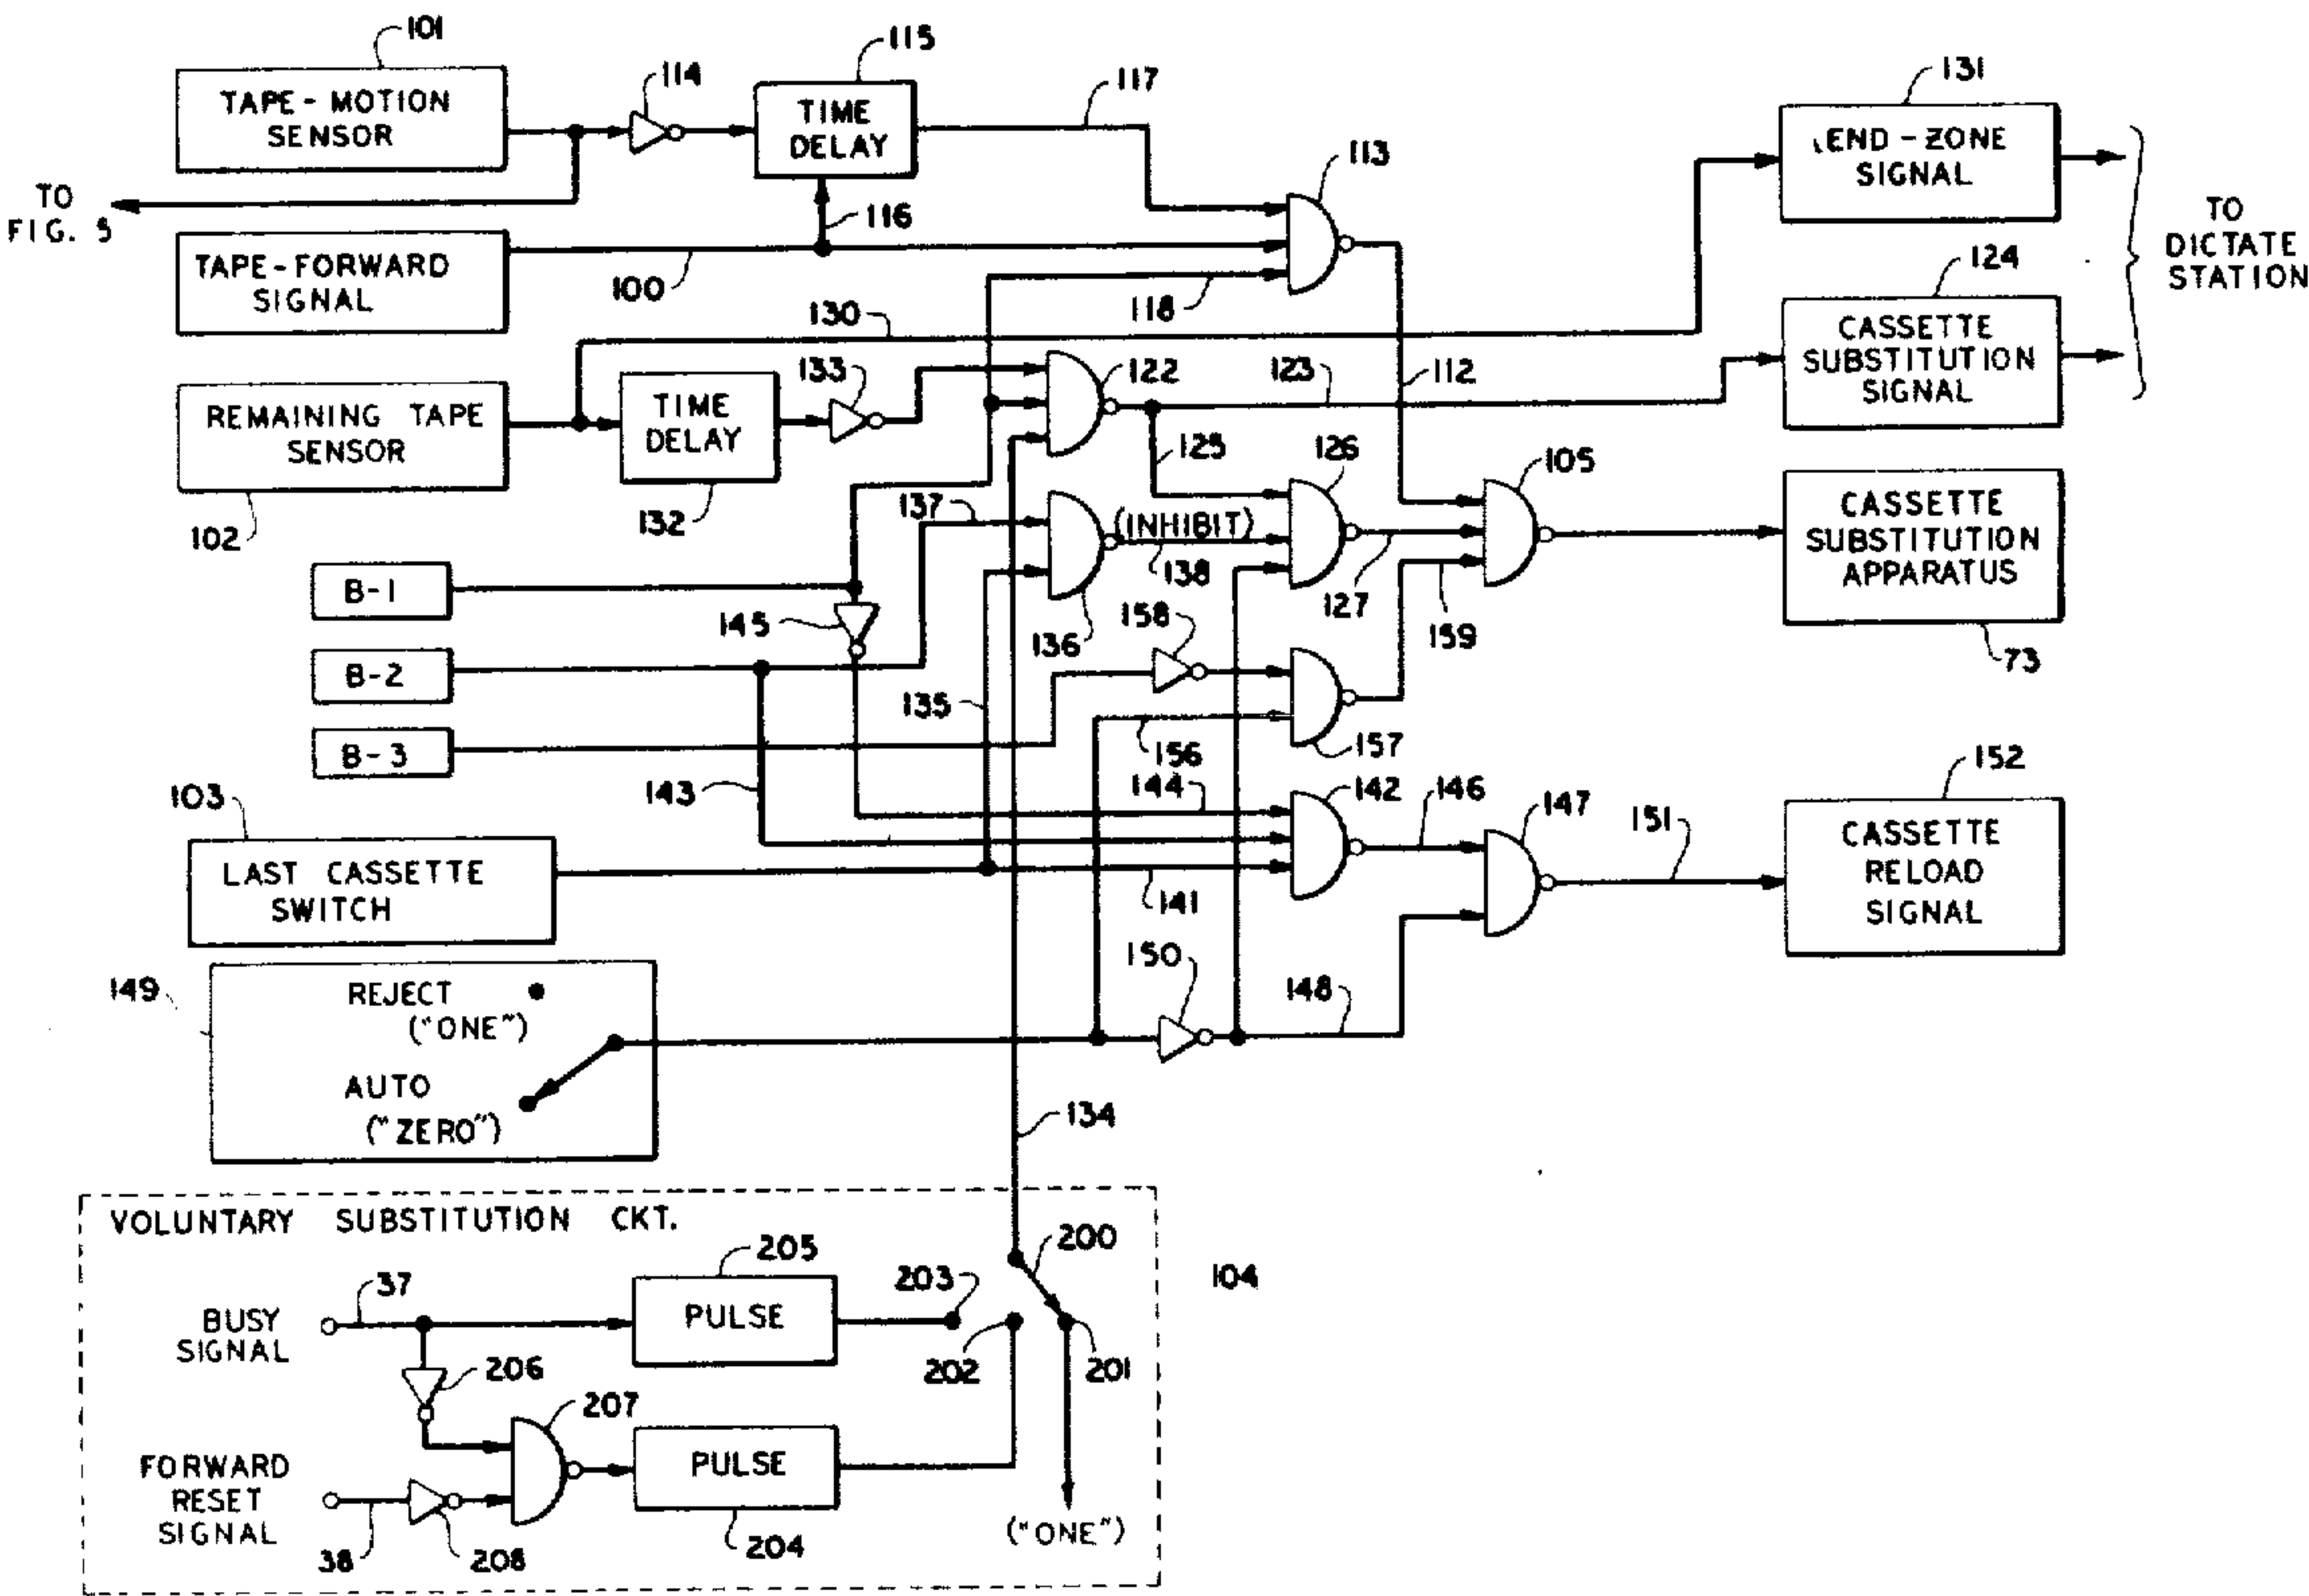 101
TAPE - MOTION
SENSOR
114
115
TIME
DELAY
117
113
131
END - ZONE
SIGNAL
TO
FIG. 5
116
TAPE-FORWARD
SIGNAL
100
118
124
TO
DICTATE
STATION
130
CASSETTE
SUBSTITUTION
SIGNAL
133
122
123
112
REMAINING TAPE
SENSOR
TIME
DELAY
102
132
125
126
105
137
(INHIBIT)
138
127
CASSETTE
SUBSTITUTION
APPARATUS
B-1
145
136
158
159
73
B-2
135
B-3
156
157
143
144
142
146
147
151
152
103
LAST CASSETTE
SWITCH
141
CASSETTE
RELOAD
SIGNAL
149
REJECT
("ONE")
150
148
AUTO
("ZERO")
134
VOLUNTARY SUBSTITUTION CKT.
205
200
104
37
BUSY
SIGNAL
PULSE
203
202
201
206
207
FORWARD
RESET
SIGNAL
PULSE
38
208
204
("ONE")